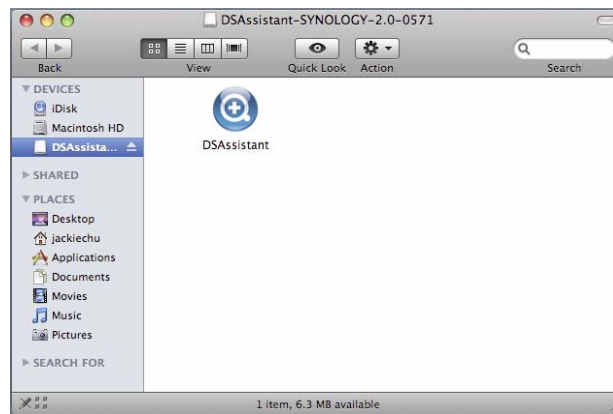 DSAssistant-SYNOLOGY-2.0-0571
Back
View
Quick Look
Action
Search
DEVICES
iDisk
Macintosh HD
DSAssista...
SHARED
PLACES
Desktop
jackiechu
Applications
Documents
Movies
Music
Pictures
SEARCH FOR
DSAssistant
1 item, 6.3 MB available